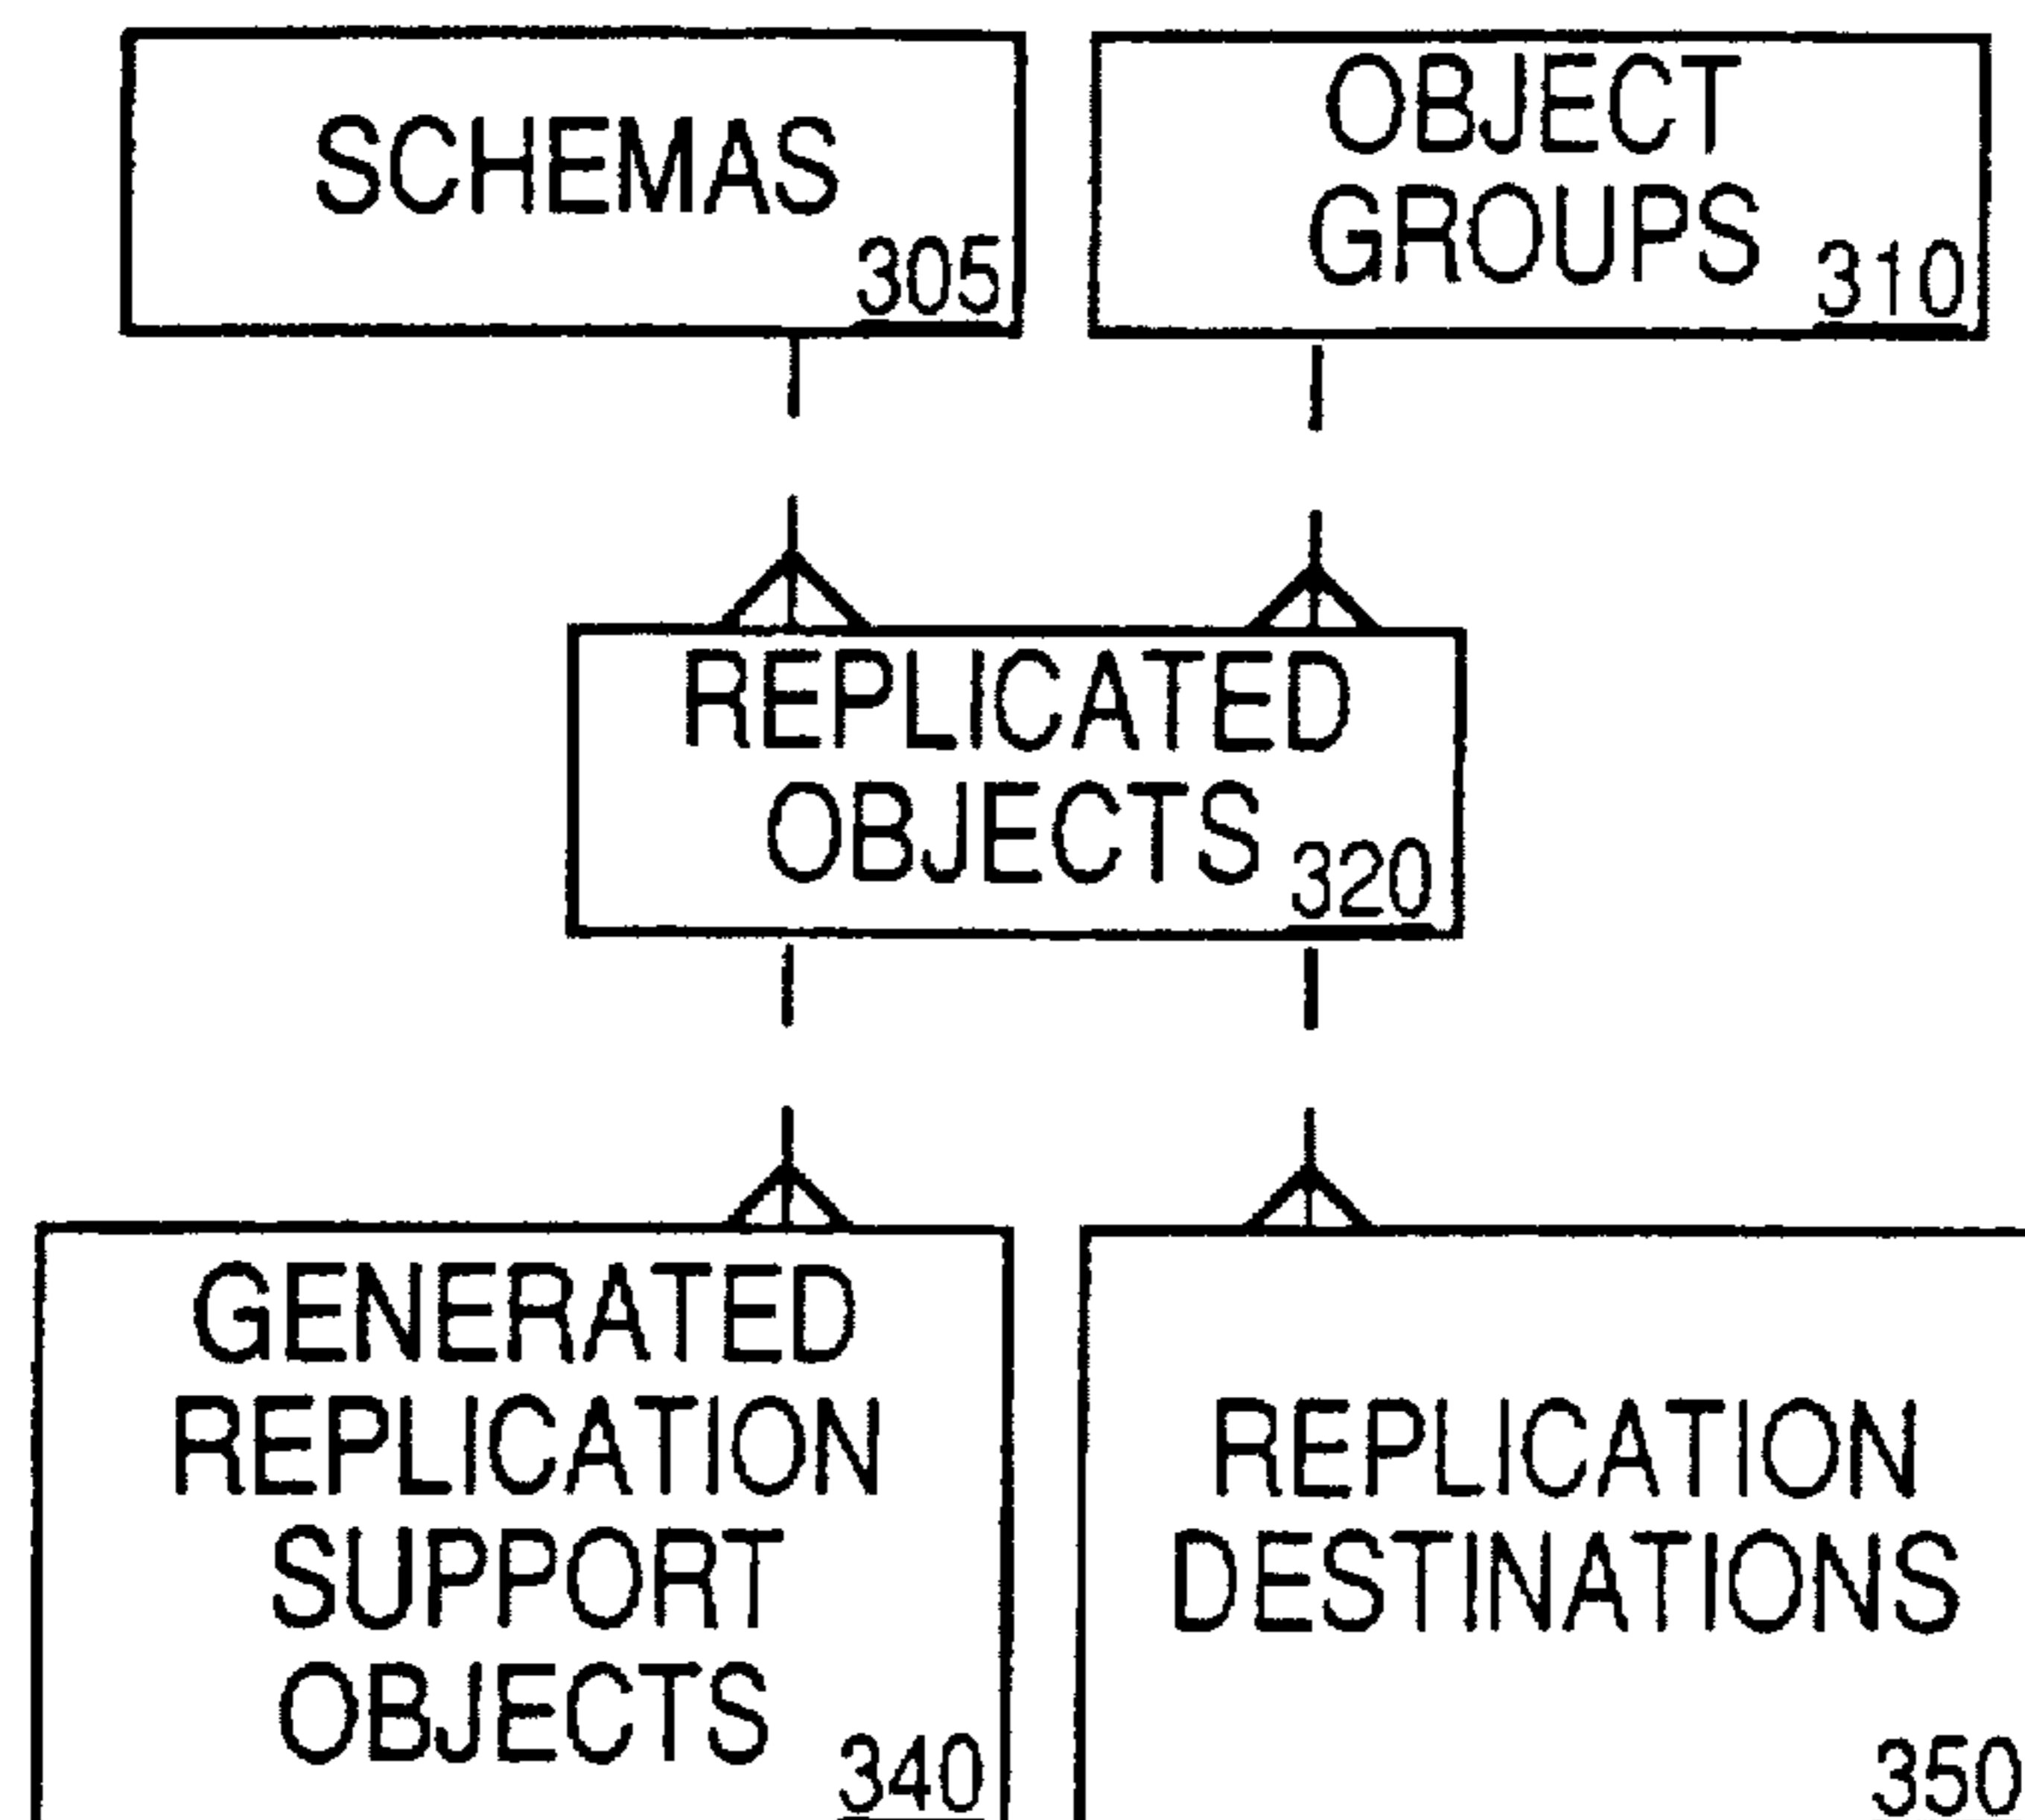 SCHEMAS
305
OBJECT
GROUPS
310
REPLICATED
OBJECTS
320
GENERATED
REPLICATION
SUPPORT
OBJECTS
340
REPLICATION
DESTINATIONS
350